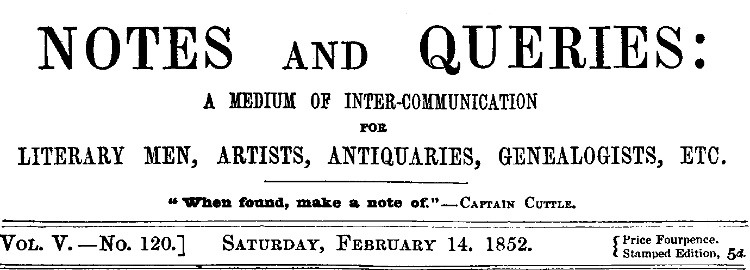 NOTES AND QUERIES:
A MEDIUM OF INTER-COMMUNICATION
FOR
LITERARY MEN, ARTISTS, ANTIQUARIES, GENEALOGISTS, ETC.
"When found, make a note of."—CAPTAIN CUTTLE.
VOL. V.—No. 120.] SATURDAY, FEBRUARY 14. 1852. { Price Fourpence.
Stamped Edition, 5d